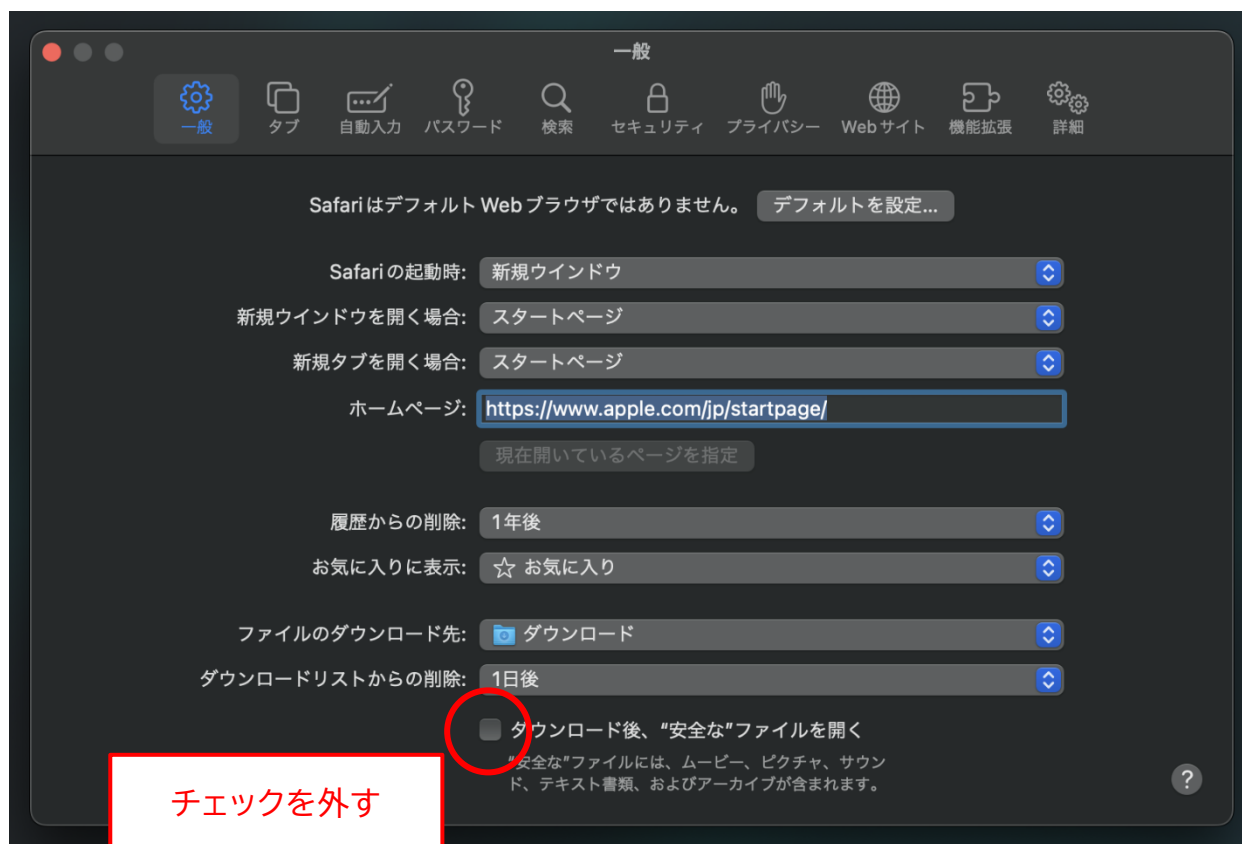 一般
一般 タブ 自動入力 パスワード 検索 セキュリティ プライバシー Webサイト 機能拡張 詳細
SafariはデフォルトWebブラウザではありません。 デフォルトを設定...
Safariの起動時: 新規ウインドウ
新規ウインドウを開く場合: スタートページ
新規タブを開く場合: スタートページ
ホームページ: https://www.apple.com/jp/startpage/
現在開いているページを指定
履歴からの削除: 1年後
お気に入りに表示: お気に入り
ファイルのダウンロード先: ダウンロード
ダウンロードリストからの削除: 1日後
ダウンロード後、“安全な”ファイルを開く
“安全な”ファイルには、ムービー、ピクチャ、サウン
ド、テキスト書類、およびアーカイブが含まれます。
?
チェックを外す